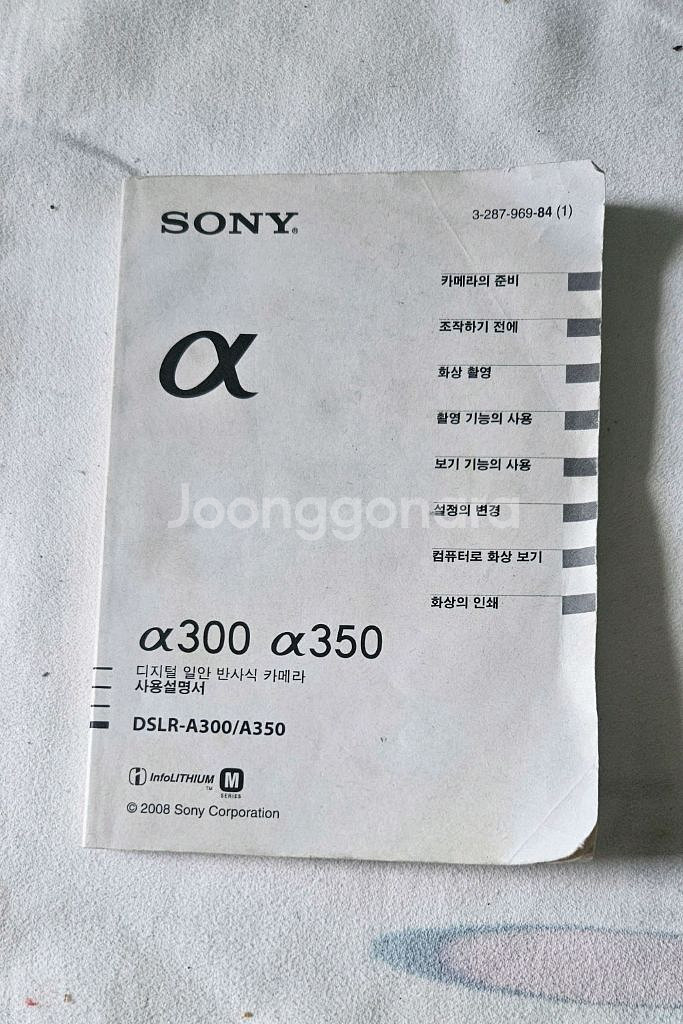 SONY®
3-287-969-84 (1)
카메라의 준비
조작하기 전에
화상 촬영
촬영 기능의 사용
보기 기능의 사용
설정의 변경
컴퓨터로 화상 보기
화상의 인쇄
α
Joonggonara
α300 α350
디지털 일안 반사식 카메라
사용설명서
DSLR-A300/A350
InfoLITHIUM™ M SERIES
© 2008 Sony Corporation